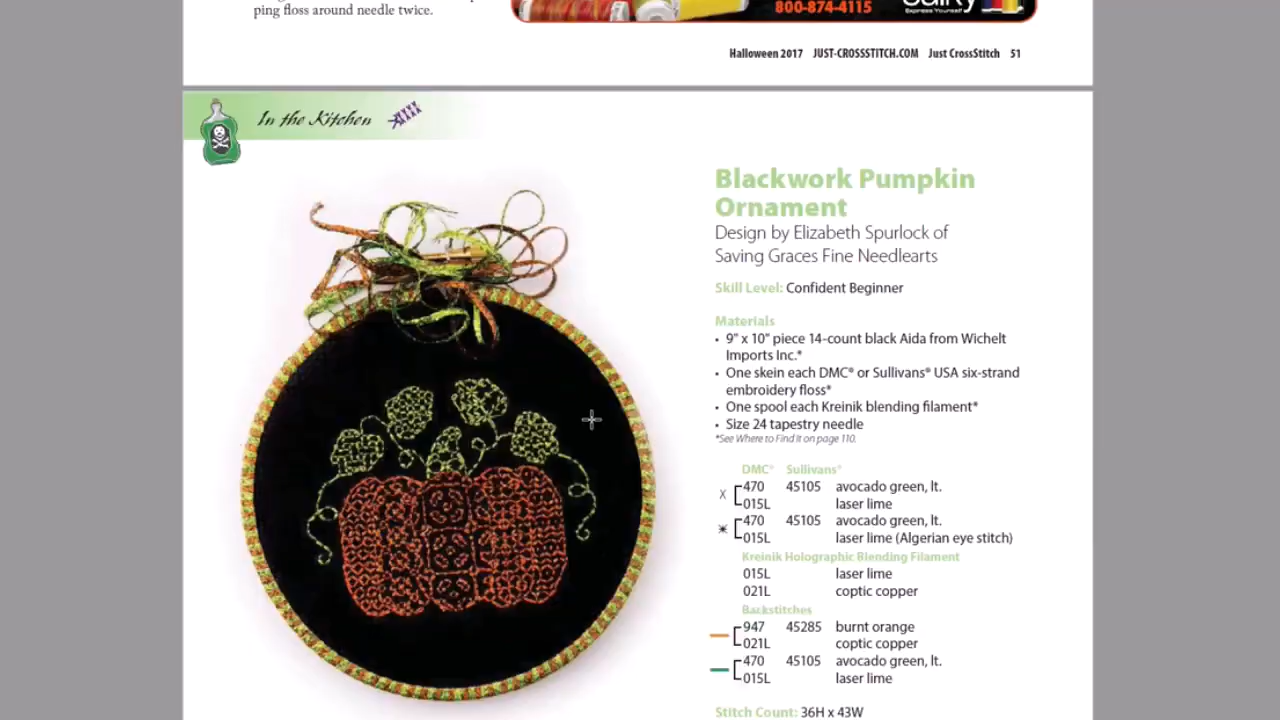 ping floss around needle twice.
800-874-4115
Sulky
Express Yourself
Halloween 2017 JUST-CROSSSTITCH.COM Just CrossStitch 51
In the Kitchen
Blackwork Pumpkin
Ornament
Design by Elizabeth Spurlock of
Saving Graces Fine Needlearts
Skill Level: Confident Beginner
Materials
• 9" x 10" piece 14-count black Aida from Wichelt
Imports Inc.*
• One skein each DMC® or Sullivans® USA six-strand
embroidery floss*
• One spool each Kreinik blending filament*
• Size 24 tapestry needle
*See Where to Find It on page 110.
DMC® Sullivans®
X 470 45105 avocado green, lt.
015L laser lime
470 45105 avocado green, lt.
015L laser lime (Algerian eye stitch)
Kreinik Holographic Blending Filament
015L laser lime
021L coptic copper
Backstitches
947 45285 burnt orange
021L coptic copper
470 45105 avocado green, lt.
015L laser lime
Stitch Count: 36H x 43W